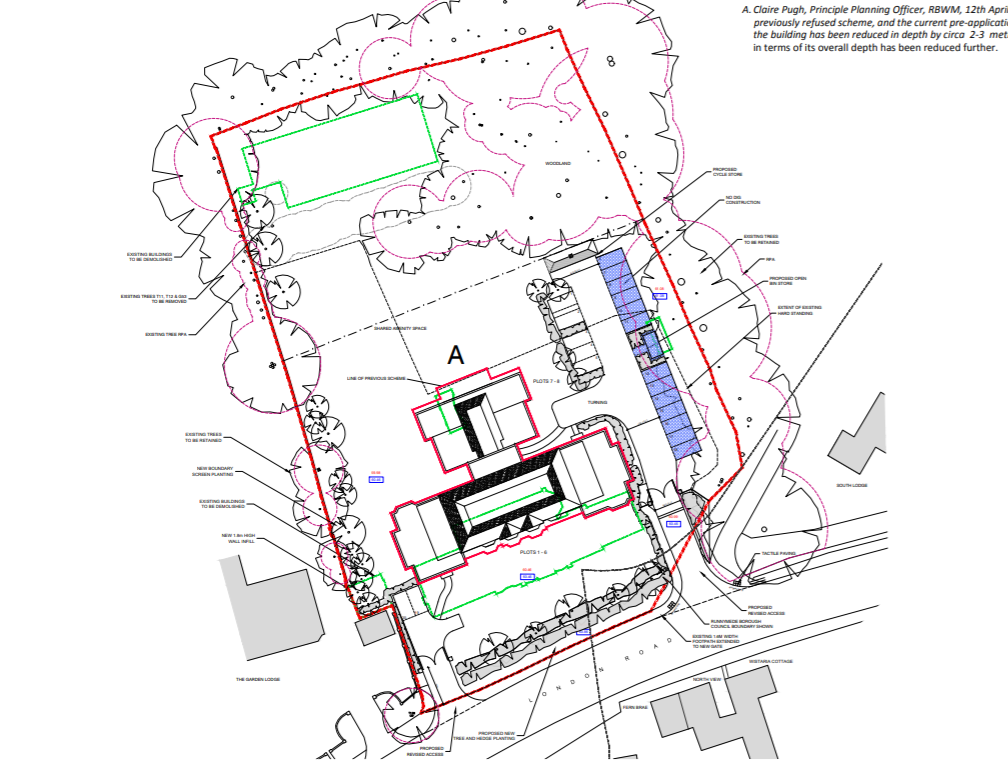 A. Claire Pugh, Principle Planning Officer, RBWM, 12th April
previously refused scheme, and the current pre-applicati
the building has been reduced in depth by circa 2-3 met
in terms of its overall depth has been reduced further.
WOODLAND
PROPOSED
CYCLE STORE
NO DIG
CONSTRUCTION
EXISTING TREES
TO BE RETAINED
RPA
PROPOSED OPEN
BIN STORE
EXTENT OF EXISTING
HARD STANDING
EXISTING BUILDINGS
TO BE DEMOLISHED
EXISTING TREES T11, T12 &
TO BE REMOVED
EXISTING TREE RPA
SHARED AMENITY SPACE
A
LINE OF PREVIOUS SCHEME
PLOTS 7 - 8
TURNING
EXISTING TREES
TO BE RETAINED
NEW BOUNDARY
SCREEN PLANTING
EXISTING BUILDINGS
TO BE DEMOLISHED
NEW 1.8m HIGH
WALL INFILL
SOUTH LODGE
PLOTS 1 - 6
TACTILE PAVING
PROPOSED
REVISED ACCESS
RUNNYMEDE BOROUGH
COUNCIL BOUNDARY SHOWN
EXISTING WIDTH
FOOTPATH EXTENDED
TO NEW GATE
WISTARIA COTTAGE
THE GARDEN LODGE
LONDON ROAD
NORTH VIEW
FERN BRAE
PROPOSED NEW
TREE AND HEDGE PLANTING
PROPOSED
REVISED ACCESS